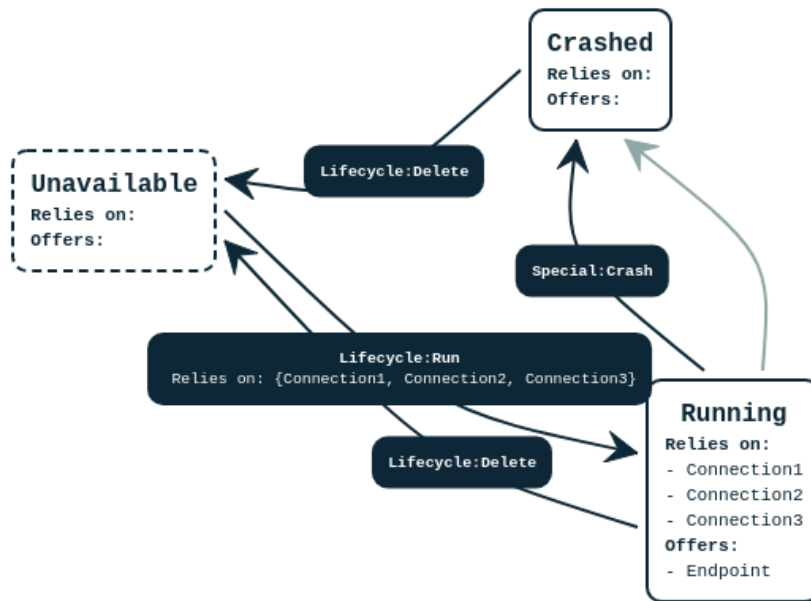 Crashed
Relies on:
Offers:
Lifecycle:Delete
Unavailable
Relies on:
Offers:
Special:Crash
Lifecycle:Run
Relies on: {Connection1, Connection2, Connection3}
Running
Relies on:
- Connection1
- Connection2
- Connection3
Offers:
- Endpoint
Lifecycle:Delete